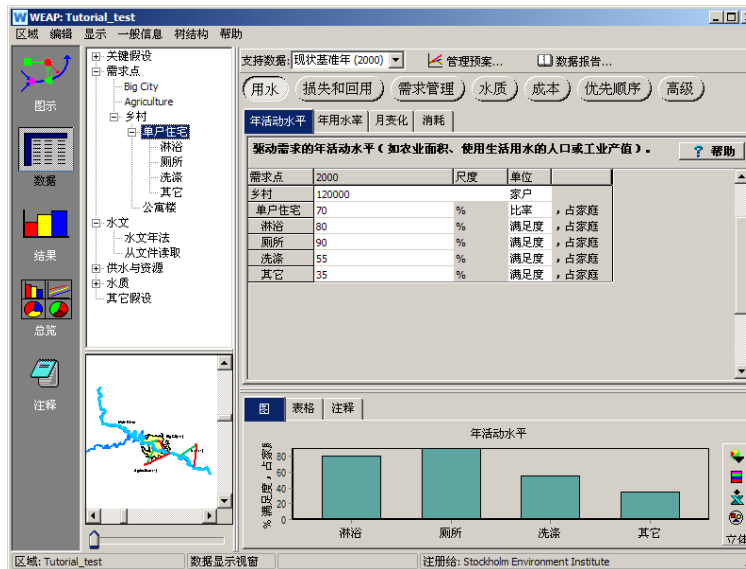 WEAP: Tutorial_test
区域 编辑 显示 一般信息 树结构 帮助
图示
数据
结果
总览
注释
关键假设
需求点
Big City
Agriculture
乡村
单户住宅
淋浴
厕所
洗涤
其它
公寓楼
水文
水文年法
从文件读取
供水与资源
水质
其它假设
支持数据: 现状基准年 (2000) 管理预案... 数据报告...
用水 损失和回用 需求管理 水质 成本 优先顺序 高级
年活动水平 年用水率 月变化 消耗
驱动需求的年活动水平(如农业面积、使用生活用水的人口或工业产值)。 ? 帮助
需求点 2000 尺度 单位
乡村 120000 家户
单户住宅 70 % 比率 ,占家庭
淋浴 80 % 满足度 ,占家庭
厕所 90 % 满足度 ,占家庭
洗涤 55 % 满足度 ,占家庭
其它 35 % 满足度 ,占家庭
图 表格 注释
年活动水平
% 满足度,占家庭
80
60
40
20
0
淋浴 厕所 洗涤 其它
立体
区域: Tutorial_test 数据显示视窗 注册给: Stockholm Environment Institute